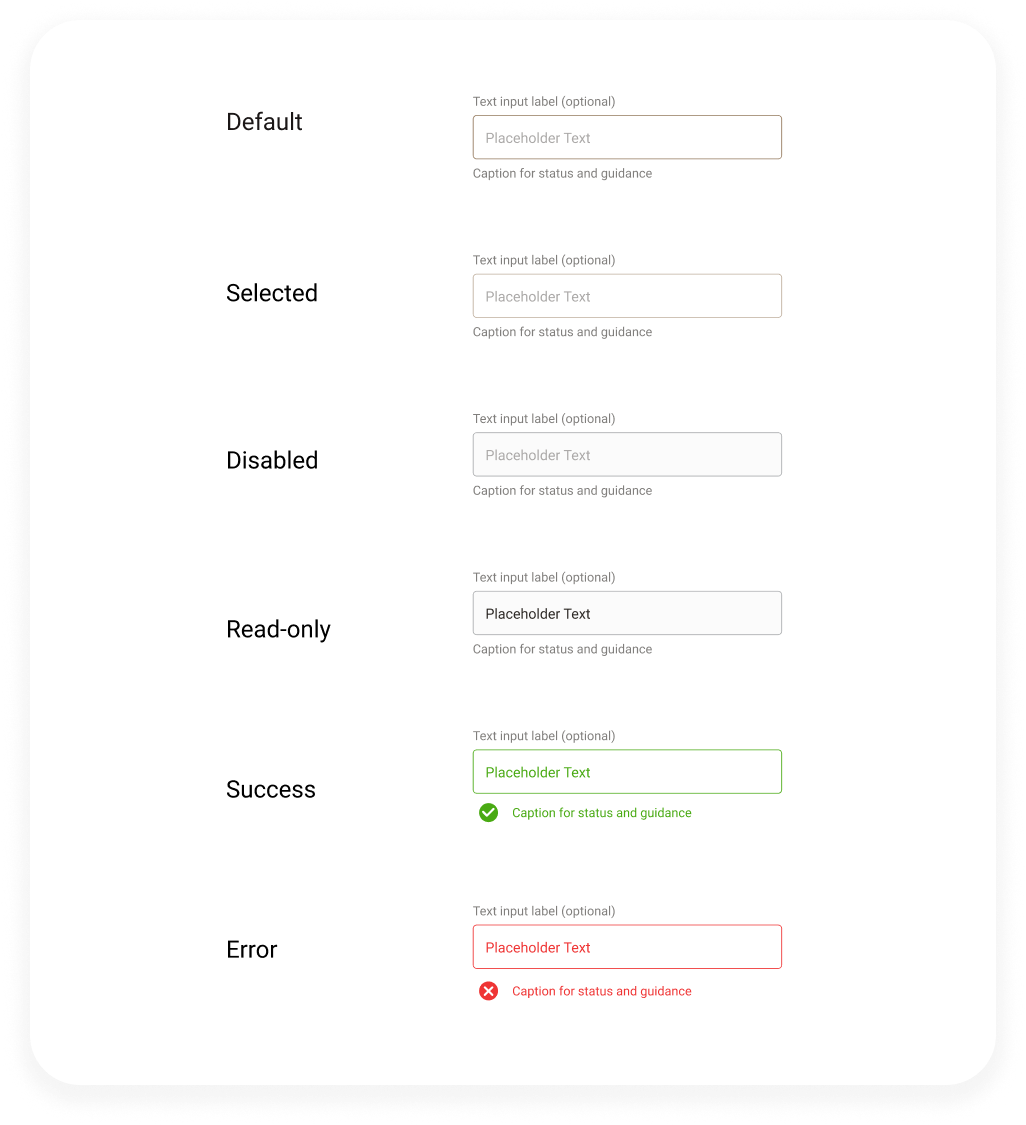 Default
Text input label (optional)
Placeholder Text
Caption for status and guidance
Selected
Text input label (optional)
Placeholder Text
Caption for status and guidance
Disabled
Text input label (optional)
Placeholder Text
Caption for status and guidance
Read-only
Text input label (optional)
Placeholder Text
Caption for status and guidance
Success
Text input label (optional)
Placeholder Text
Caption for status and guidance
Error
Text input label (optional)
Placeholder Text
Caption for status and guidance